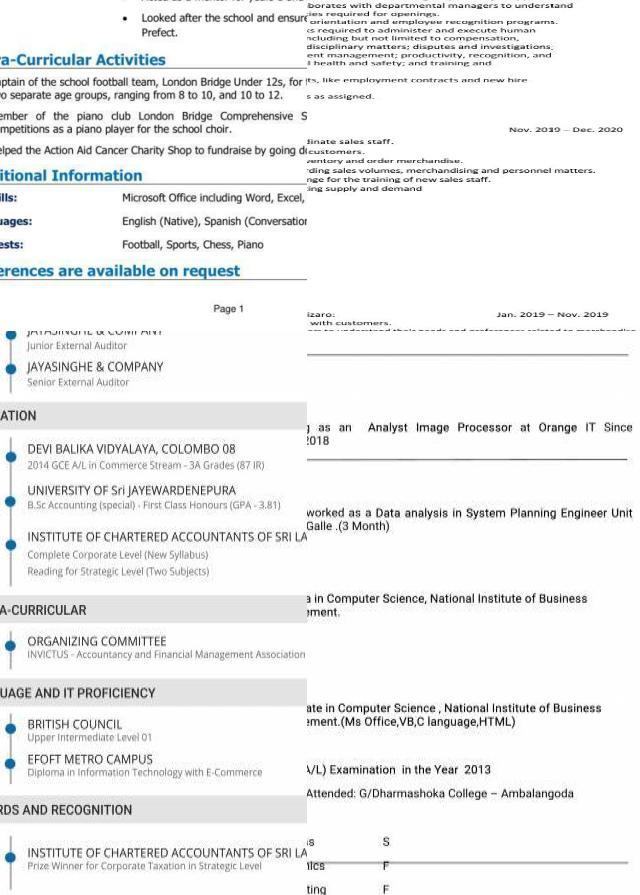 Looked after the school and ensure
Prefect.
ra-Curricular Activities
aptain of the school football team, London Bridge Under 12s, for
wo separate age groups, ranging from 8 to 10, and 10 to 12.
ember of the piano club London Bridge Comprehensive S
mpetitions as a piano player for the school choir.
elped the Action Aid Cancer Charity Shop to fundraise by going d
itional Information
ills: Microsoft Office including Word, Excel,
uages: English (Native), Spanish (Conversation
ests: Football, Sports, Chess, Piano
erences are available on request
Page 1
borates with departmental managers to understand
ies required for openings.
orientation and employee recognition programs.
s required to administer and execute human
ncluding but not limited to compensation,
disciplinary matters; disputes and investigations;
ent management; productivity, recognition, and
l health and safety; and training and
ts, like employment contracts and new hire
s as assigned.
Nov. 2019 – Dec. 2020
dinate sales staff.
customers.
ventory and order merchandise.
rding sales volumes, merchandising and personnel matters.
nge for the training of new sales staff.
ing supply and demand
izaro: Jan. 2019 – Nov. 2019
with customers.
JAYASINGHE & COMPANY
Junior External Auditor
JAYASINGHE & COMPANY
Senior External Auditor
ATION
DEVI BALIKA VIDYALAYA, COLOMBO 08
2014 GCE A/L in Commerce Stream - 3A Grades (87 IR)
UNIVERSITY OF Sri JAYEWARDENEPURA
B.Sc Accounting (special) - First Class Honours (GPA - 3.81)
INSTITUTE OF CHARTERED ACCOUNTANTS OF SRI LA
Complete Corporate Level (New Syllabus)
Reading for Strategic Level (Two Subjects)
A-CURRICULAR
ORGANIZING COMMITTEE
INVICTUS - Accountancy and Financial Management Association
UAGE AND IT PROFICIENCY
BRITISH COUNCIL
Upper Intermediate Level 01
EFOFT METRO CAMPUS
Diploma in Information Technology with E-Commerce
RDS AND RECOGNITION
INSTITUTE OF CHARTERED ACCOUNTANTS OF SRI LA
Prize Winner for Corporate Taxation in Strategic Level
g as an Analyst Image Processor at Orange IT Since
2018
worked as a Data analysis in System Planning Engineer Unit
Galle .(3 Month)
a in Computer Science, National Institute of Business
ement.
ate in Computer Science , National Institute of Business
ement.(Ms Office,VB,C language,HTML)
A/L) Examination in the Year 2013
Attended: G/Dharmashoka College – Ambalangoda
s S
ics F
ting F